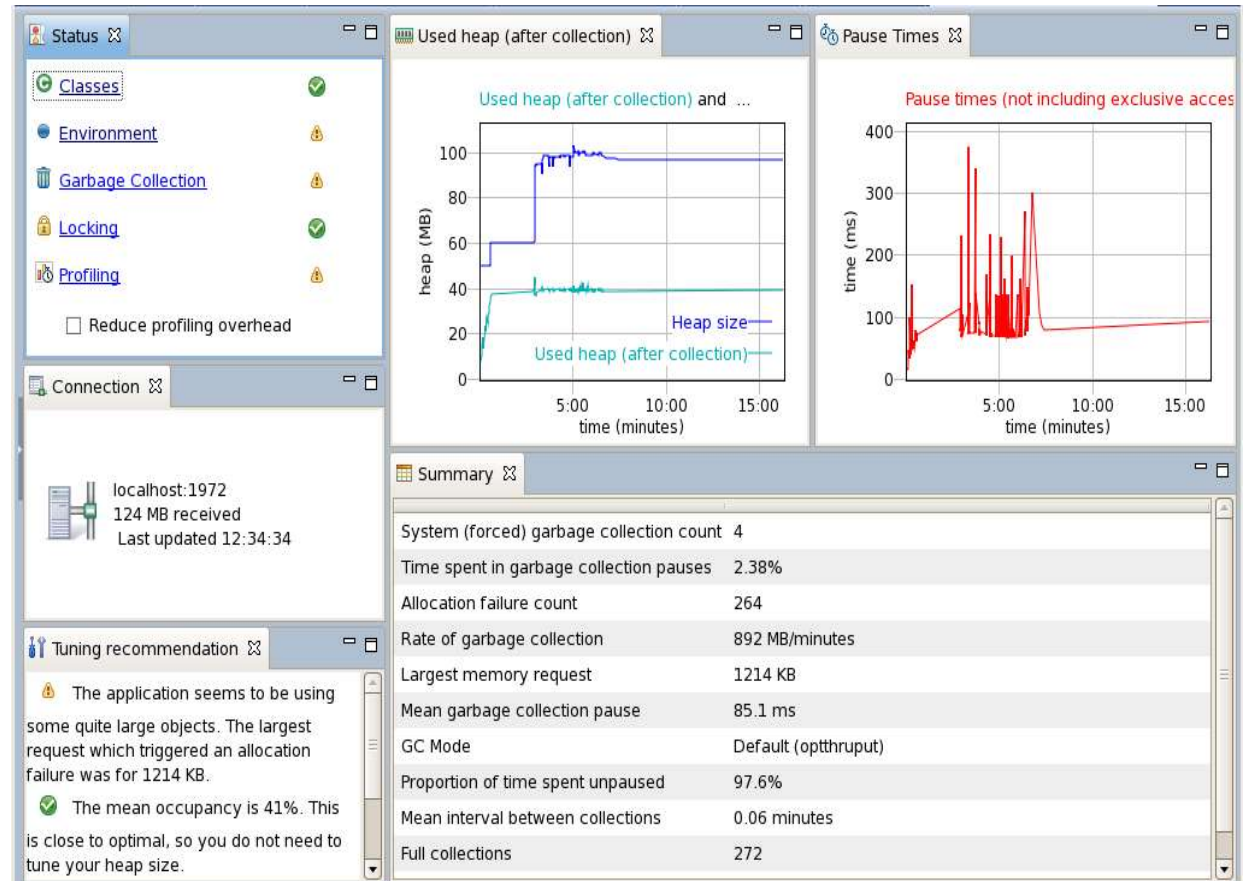 Status
Classes
Environment
Garbage Collection
Locking
Profiling
Reduce profiling overhead
Connection
localhost:1972
124 MB received
Last updated 12:34:34
Tuning recommendation
The application seems to be using
some quite large objects. The largest
request which triggered an allocation
failure was for 1214 KB.
The mean occupancy is 41%. This
is close to optimal, so you do not need to
tune your heap size.
Used heap (after collection)
Used heap (after collection) and ...
heap (MB)
100
80
60
40
20
0
Heap size
Used heap (after collection)
5:00 10:00 15:00
time (minutes)
Pause Times
Pause times (not including exclusive acces
time (ms)
400
300
200
100
0
5:00 10:00 15:00
time (minutes)
Summary
System (forced) garbage collection count 4
Time spent in garbage collection pauses 2.38%
Allocation failure count 264
Rate of garbage collection 892 MB/minutes
Largest memory request 1214 KB
Mean garbage collection pause 85.1 ms
GC Mode Default (optthruput)
Proportion of time spent unpaused 97.6%
Mean interval between collections 0.06 minutes
Full collections 272